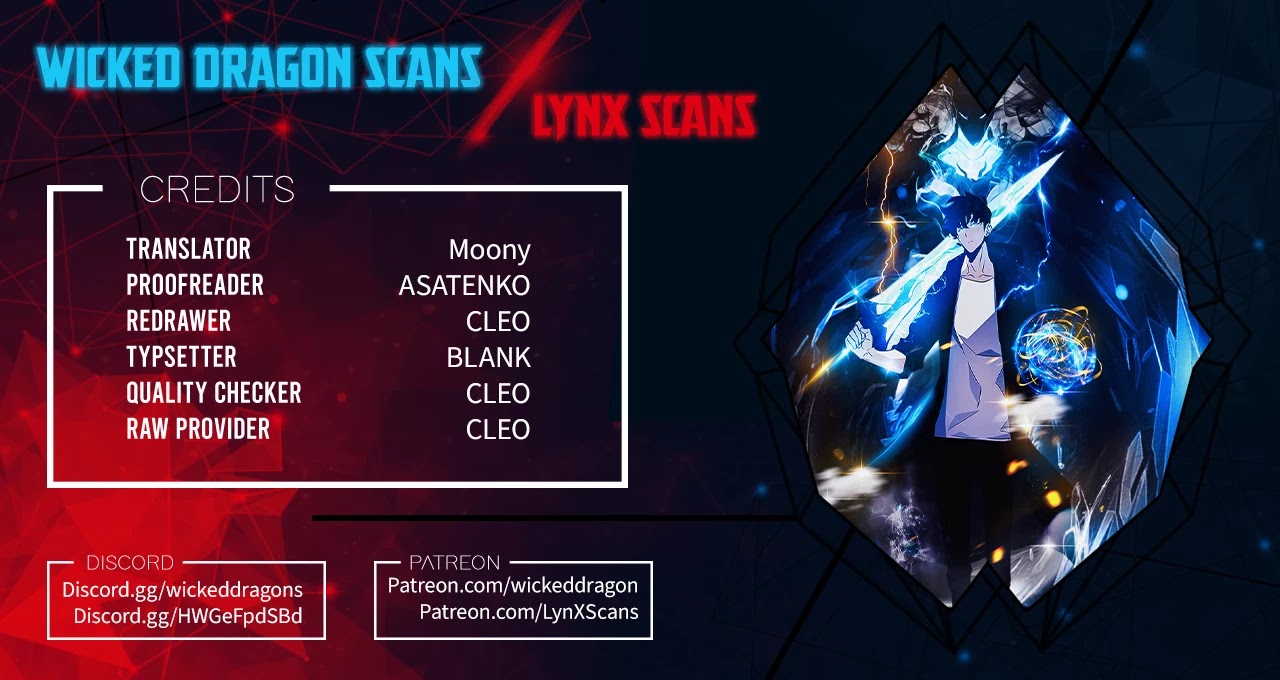 WICKED DRAGON SCANS
LYNX SCANS
CREDITS
TRANSLATOR Moony
PROOFREADER ASATENKO
REDRAWER CLEO
TYPSETTER BLANK
QUALITY CHECKER CLEO
RAW PROVIDER CLEO
DISCORD
Discord.gg/wickeddragons
Discord.gg/HWGeFpdSBd
PATREON
Patreon.com/wickeddragon
Patreon.com/LynXScans